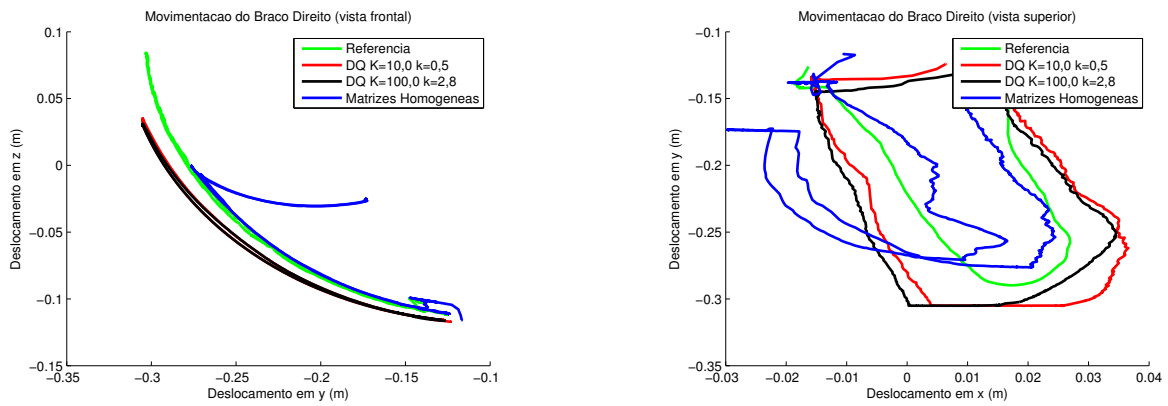 Movimentacao do Braco Direito (vista frontal)
0.1
0.05
0
−0.05
−0.1
−0.15
Deslocamento em z (m)
Referencia
DQ K=10,0 k=0,5
DQ K=100,0 k=2,8
Matrizes Homogeneas
−0.35
−0.3
−0.25
−0.2
−0.15
−0.1
Deslocamento em y (m)
Movimentacao do Braco Direito (vista superior)
−0.1
−0.15
−0.2
−0.25
−0.3
−0.35
Deslocamento em y (m)
Referencia
DQ K=10,0 k=0,5
DQ K=100,0 k=2,8
Matrizes Homogeneas
−0.03
−0.02
−0.01
0
0.01
0.02
0.03
0.04
Deslocamento em x (m)